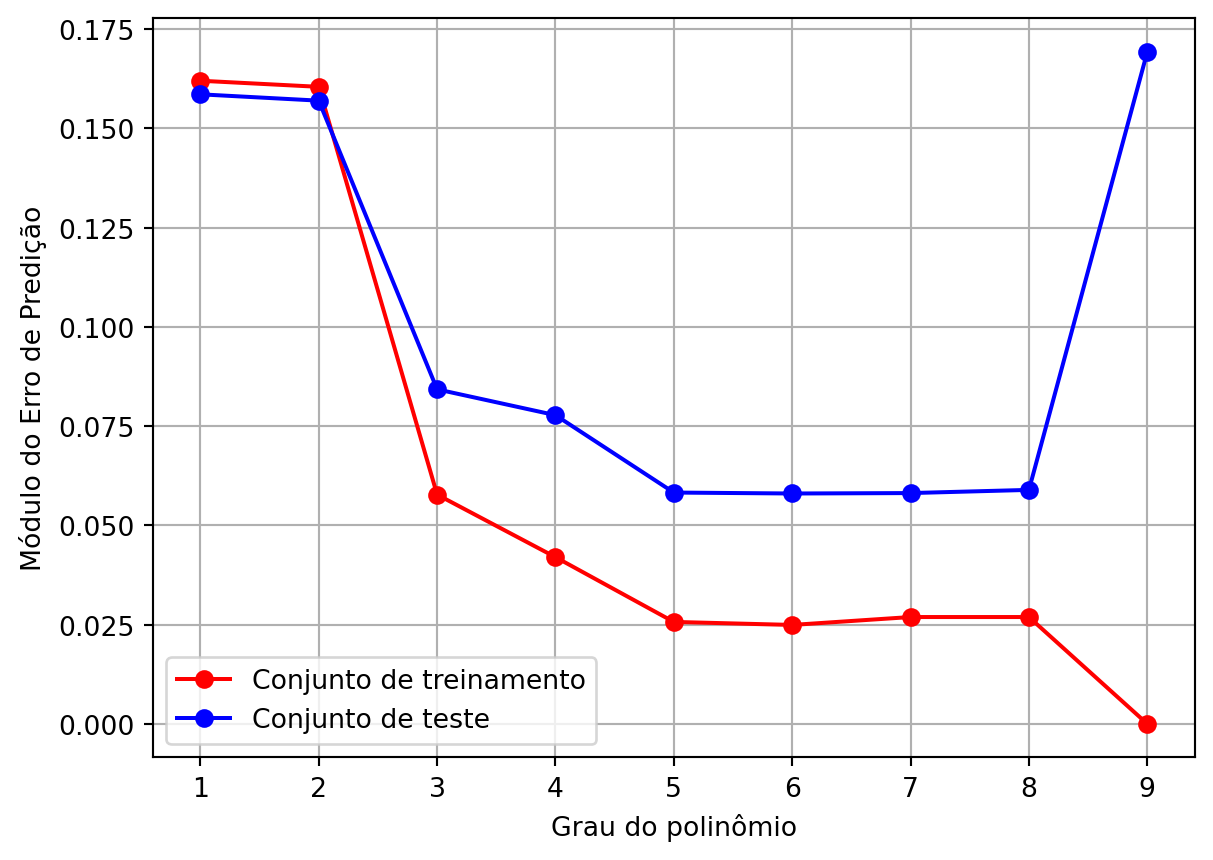 0.175
0.150
0.125
0.100
0.075
0.050
0.025
0.000
Módulo do Erro de Predição
Conjunto de treinamento
Conjunto de teste
1 2 3 4 5 6 7 8 9
Grau do polinômio